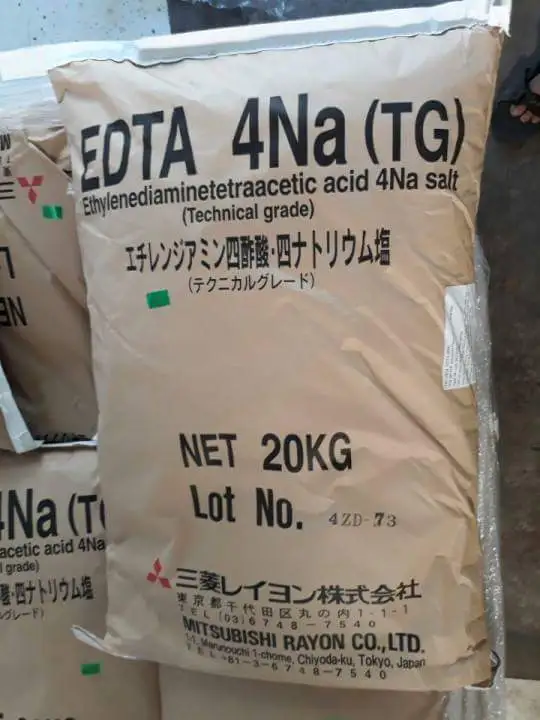 EDTA 4Na (TG)
Ethylenediaminetetraacetic acid 4Na salt
(Technical grade)
エチレンジアミン四酢酸・四ナトリウム塩
(テクニカルグレード)
NET 20KG
Lot No. 4ZD-73
三菱レイヨン株式会社
東京都千代田区丸の内1-1-1
TEL(03)6748-7540
MITSUBISHI RAYON CO.,LTD.
1-1, Marunouchi 1-chome, Chiyoda-ku, Tokyo, Japan
TEL +81-3-6748-7540
NE
4Na (T
acetic acid 4Na
l grade)
酸・四ナトリウム塩
グレード)